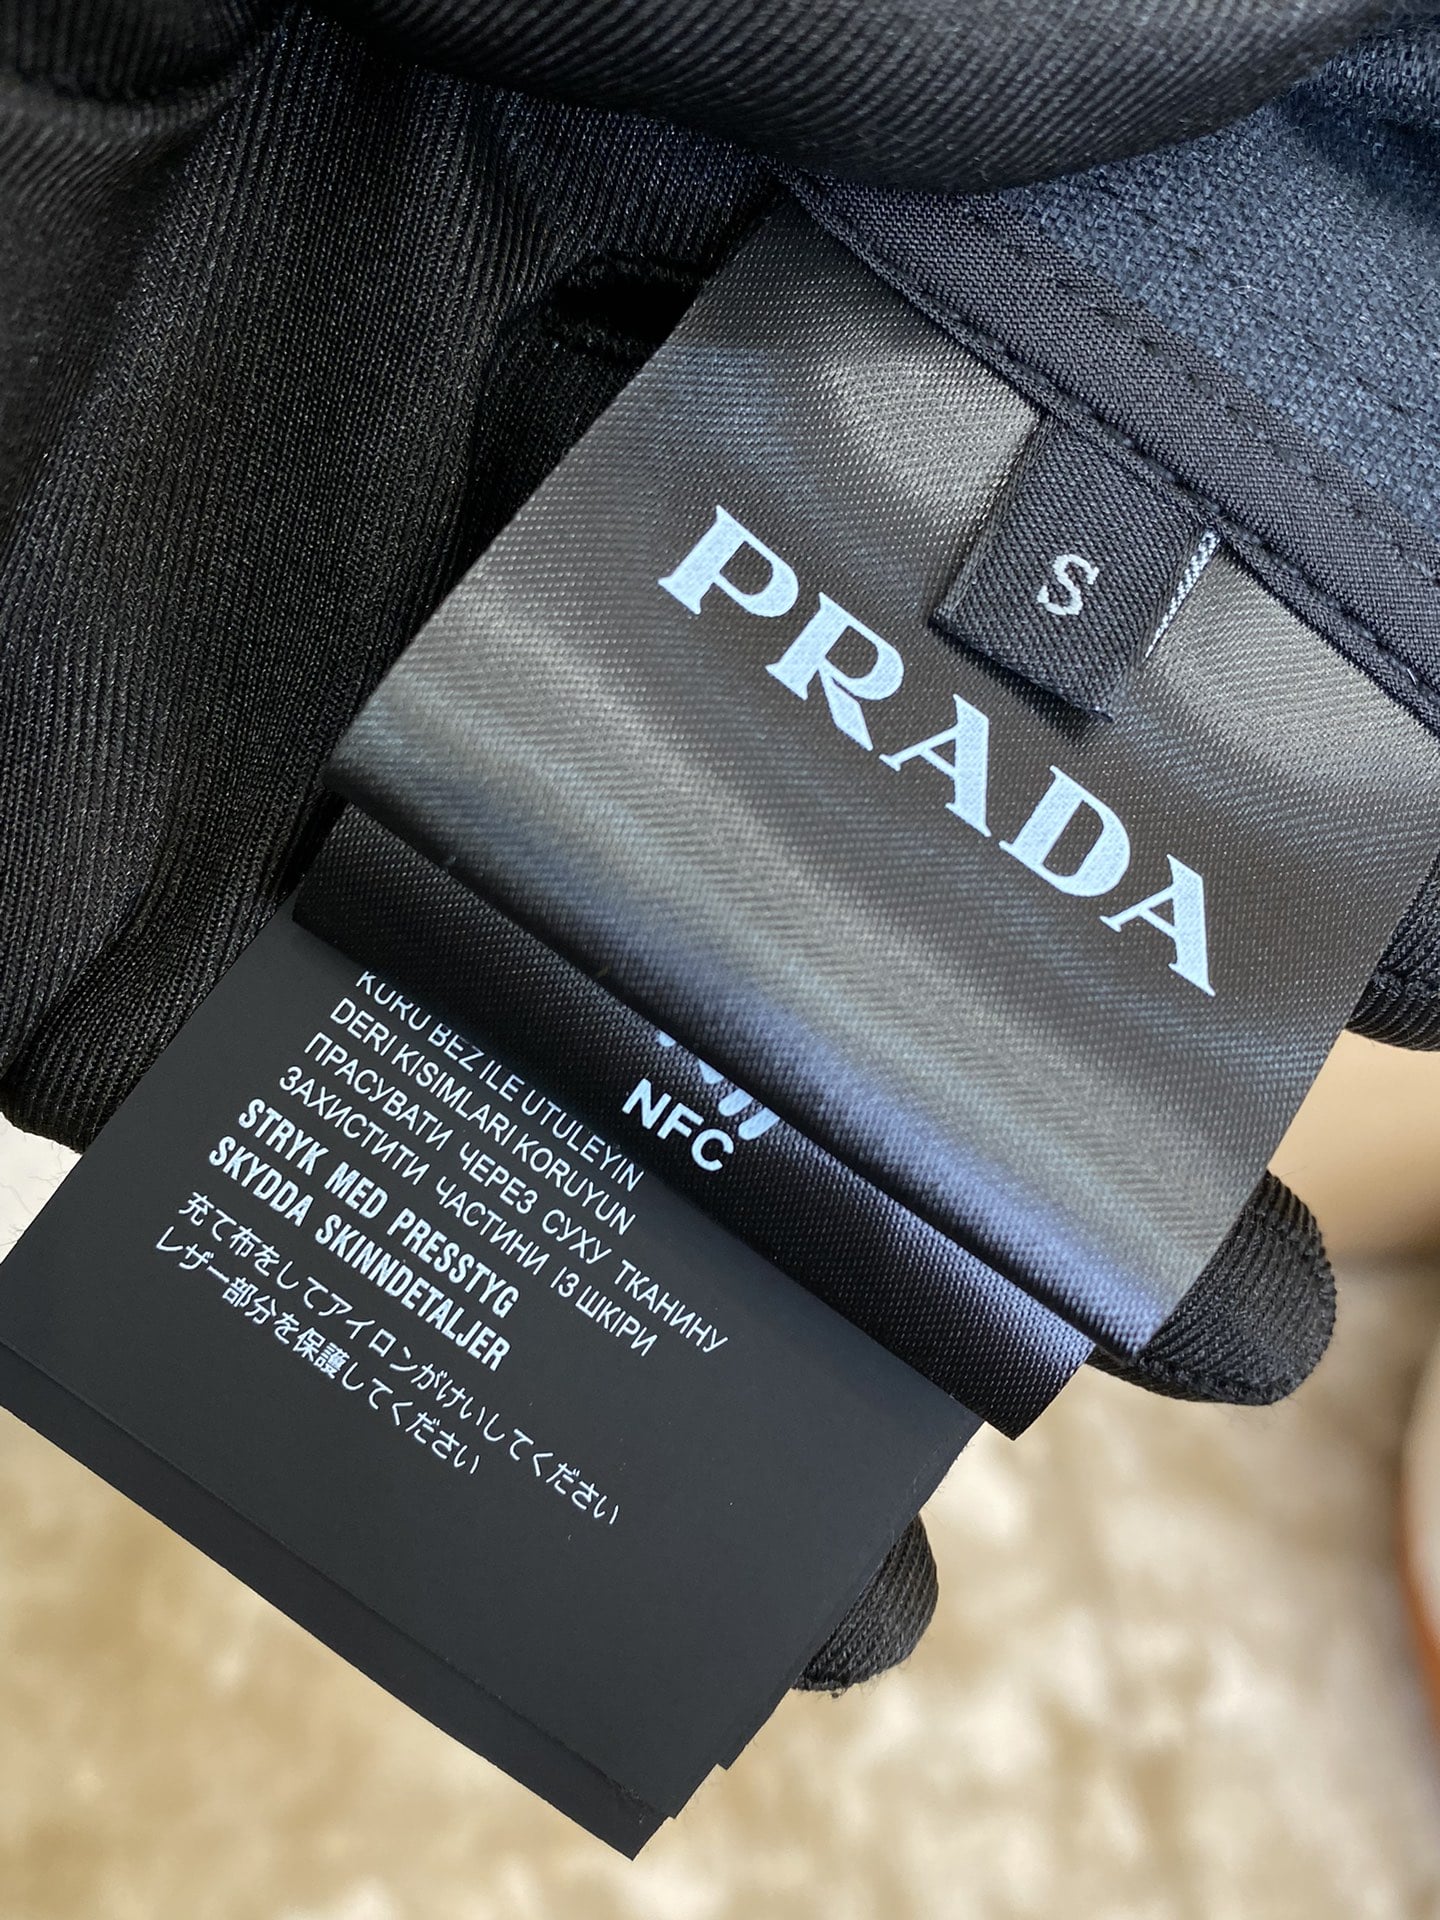 S
PRADA
NFC
KURU BEZ ILE UTULEYIN
DERI KISIMLARI KORUYUN
ПРАСУВАТИ ЧЕРЕЗ СУХУ ТКАНИНУ
ЗАХИСТИТИ ЧАСТИНИ ІЗ ШКІРИ
STRYK MED PRESSTYG
SKYDDA SKINNDETALJER
充て布をしてアイロンがけいしてください
レザー部分を保護してください